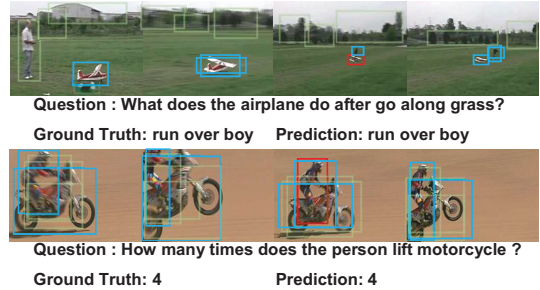 Question : What does the airplane do after go along grass?
Ground Truth: run over boy Prediction: run over boy
Question : How many times does the person lift motorcycle ?
Ground Truth: 4 Prediction: 4